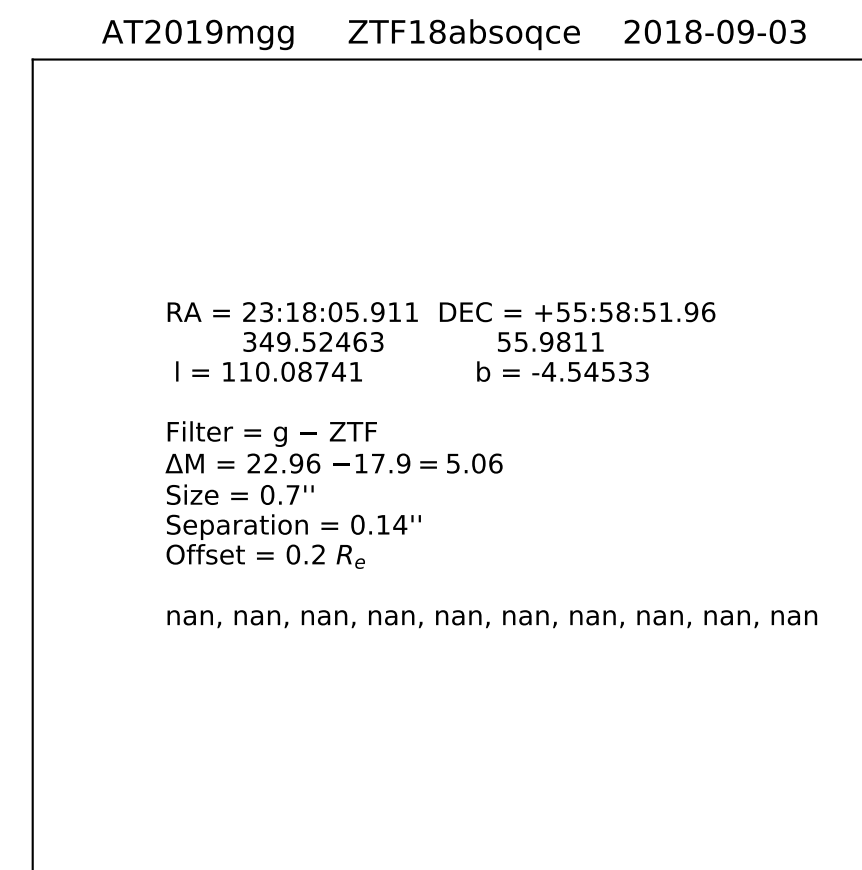 AT2019mgg ZTF18absoqce 2018-09-03
RA = 23:18:05.911 DEC = +55:58:51.96
349.52463 55.9811
l = 110.08741 b = -4.54533
Filter = g − ZTF
ΔM = 22.96 −17.9 = 5.06
Size = 0.7''
Separation = 0.14''
Offset = 0.2 Re
nan, nan, nan, nan, nan, nan, nan, nan, nan, nan